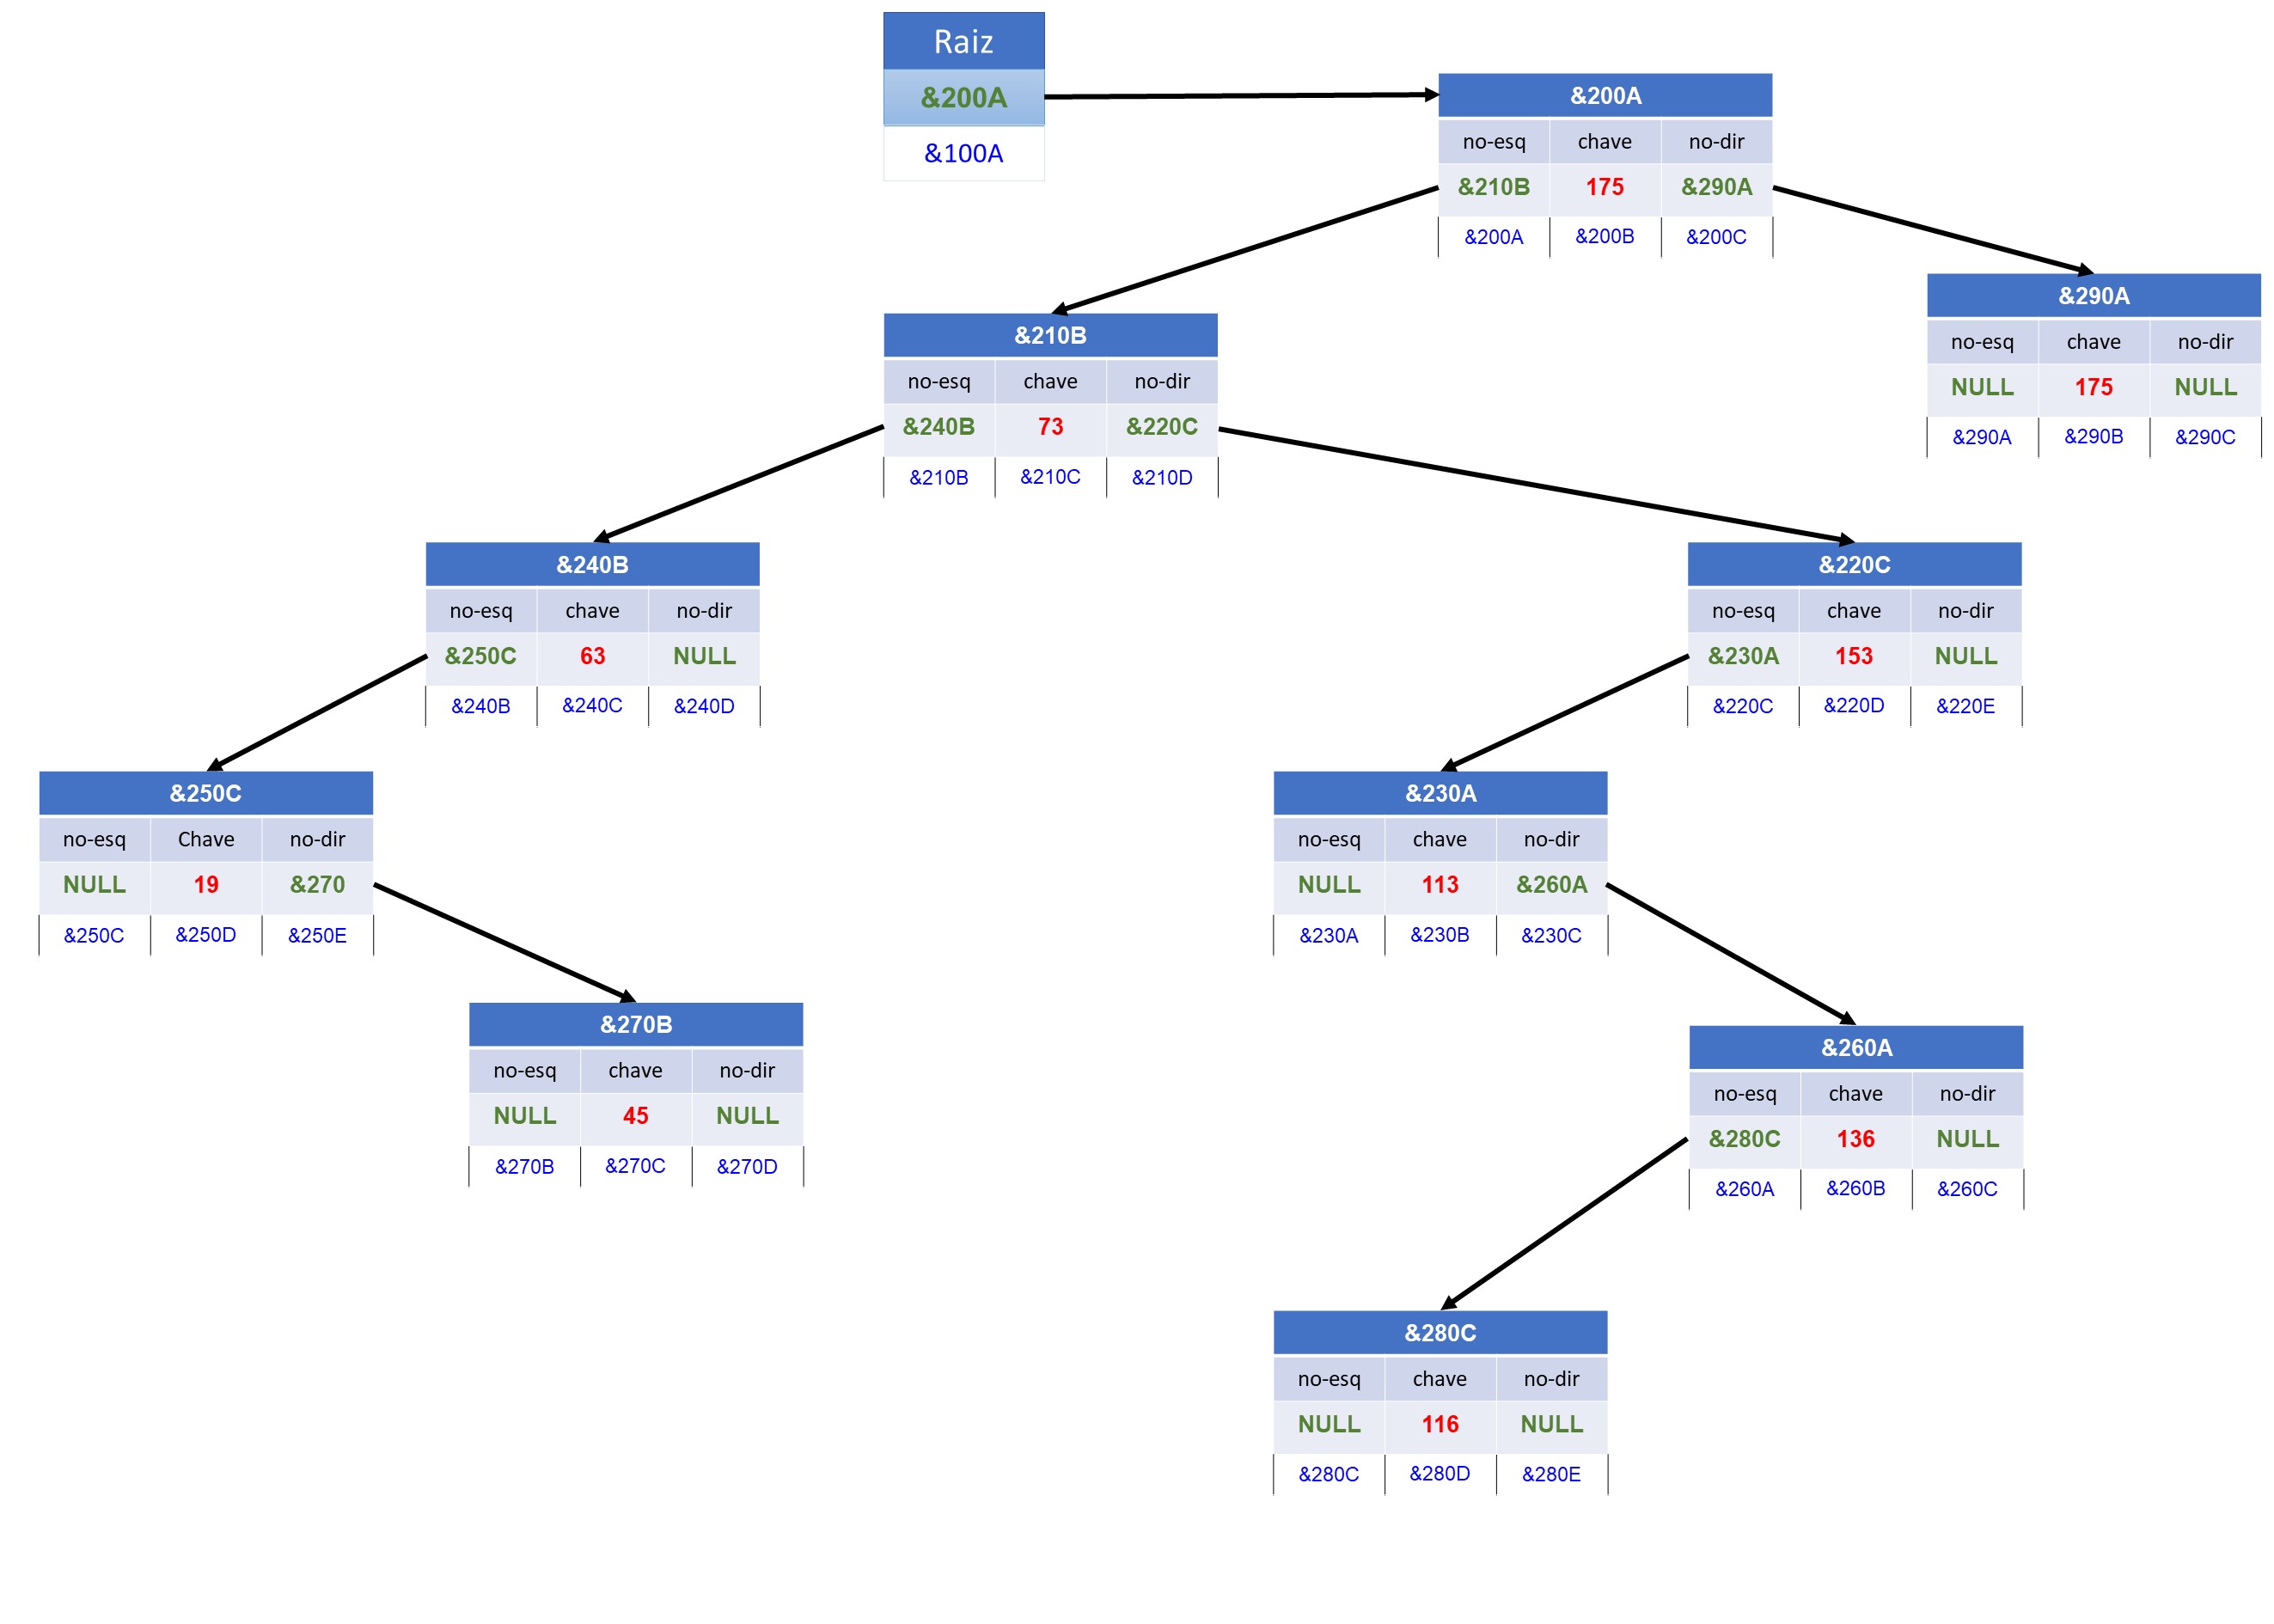 Raiz
&200A
&100A
&200A
no-esq chave no-dir
&210B 175 &290A
&200A &200B &200C
&290A
no-esq chave no-dir
NULL 175 NULL
&290A &290B &290C
&210B
no-esq chave no-dir
&240B 73 &220C
&210B &210C &210D
&240B
no-esq chave no-dir
&250C 63 NULL
&240B &240C &240D
&220C
no-esq chave no-dir
&230A 153 NULL
&220C &220D &220E
&250C
no-esq Chave no-dir
NULL 19 &270
&250C &250D &250E
&230A
no-esq chave no-dir
NULL 113 &260A
&230A &230B &230C
&270B
no-esq chave no-dir
NULL 45 NULL
&270B &270C &270D
&260A
no-esq chave no-dir
&280C 136 NULL
&260A &260B &260C
&280C
no-esq chave no-dir
NULL 116 NULL
&280C &280D &280E